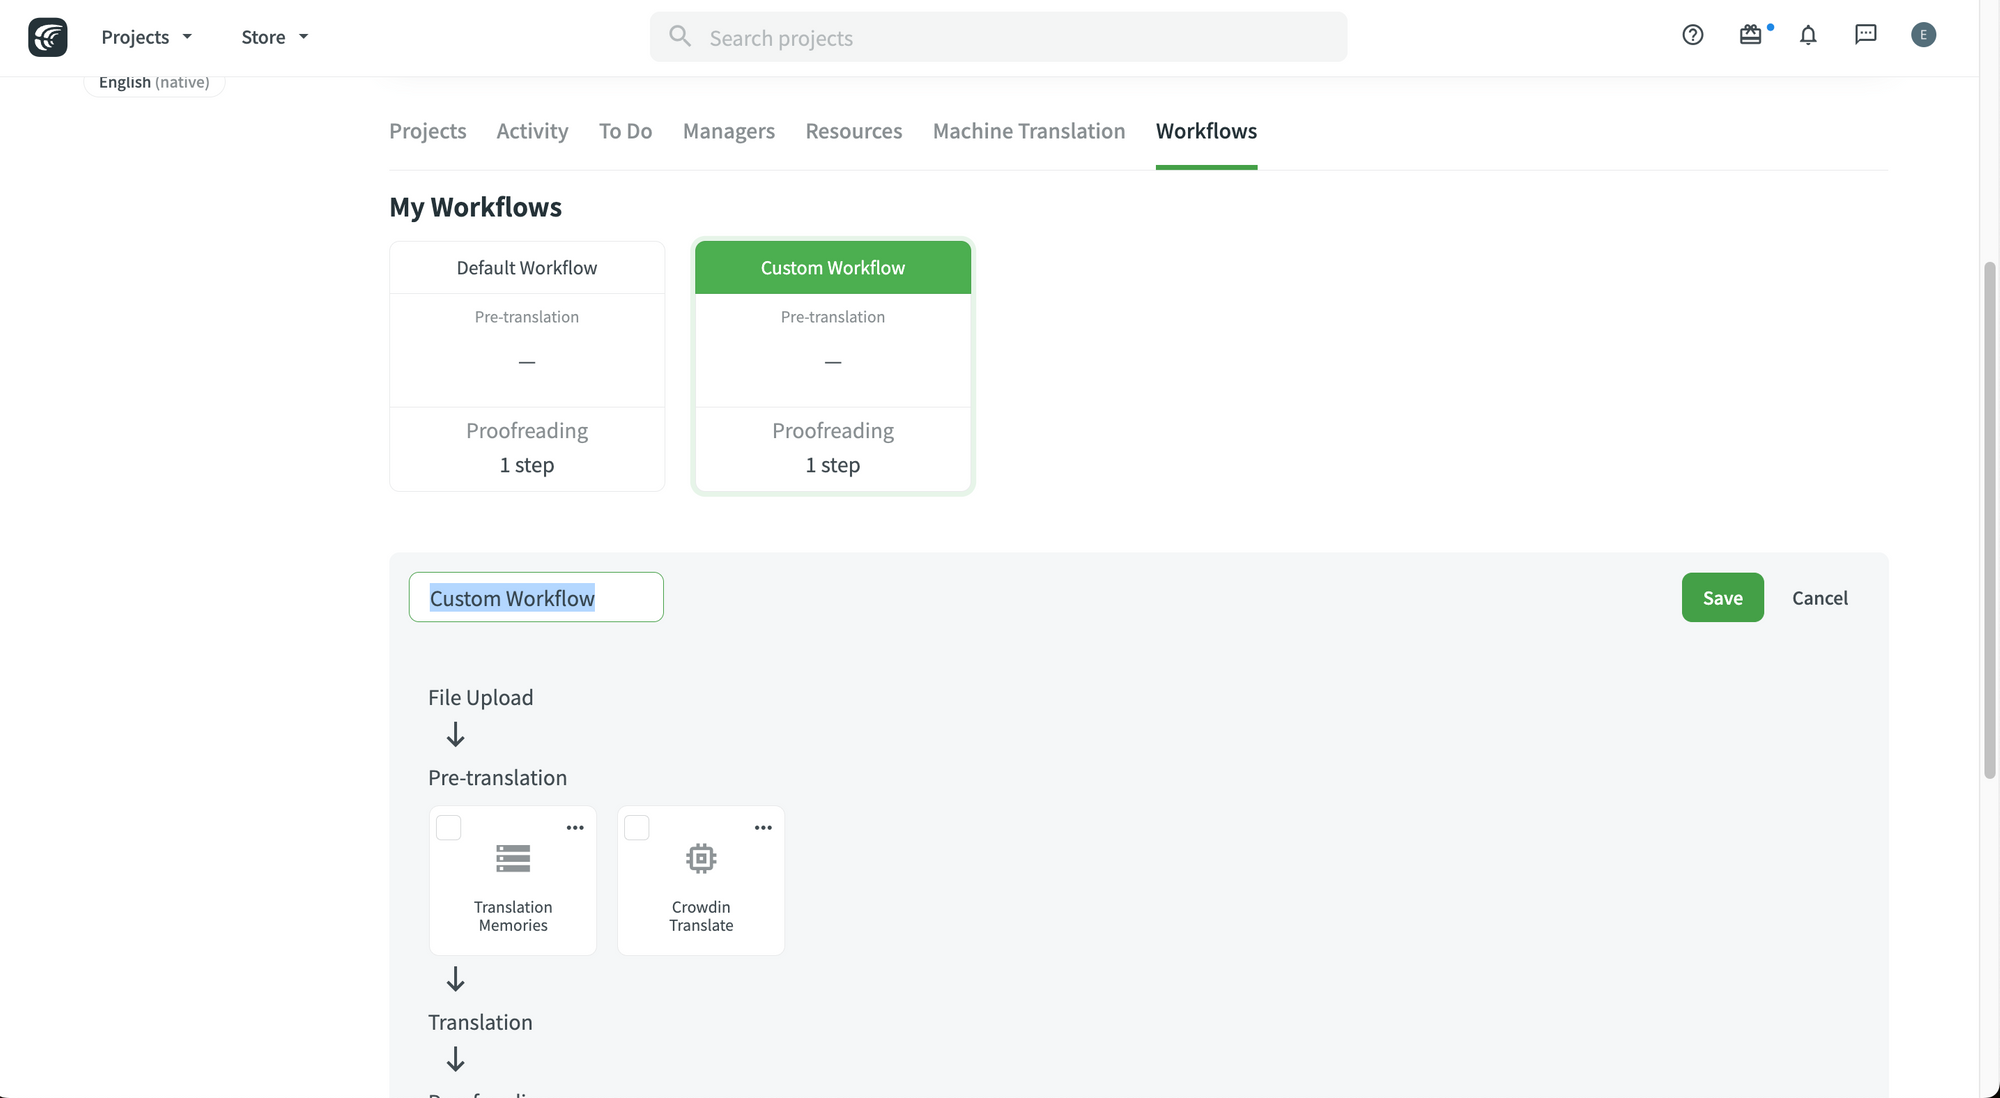 Projects
Store
Search projects
E
English (native)
Projects
Activity
To Do
Managers
Resources
Machine Translation
Workflows
My Workflows
Default Workflow
Pre-translation
—
Proofreading
1 step
Custom Workflow
Pre-translation
—
Proofreading
1 step
Custom Workflow
Save
Cancel
File Upload
Pre-translation
Translation
Memories
Crowdin
Translate
Translation